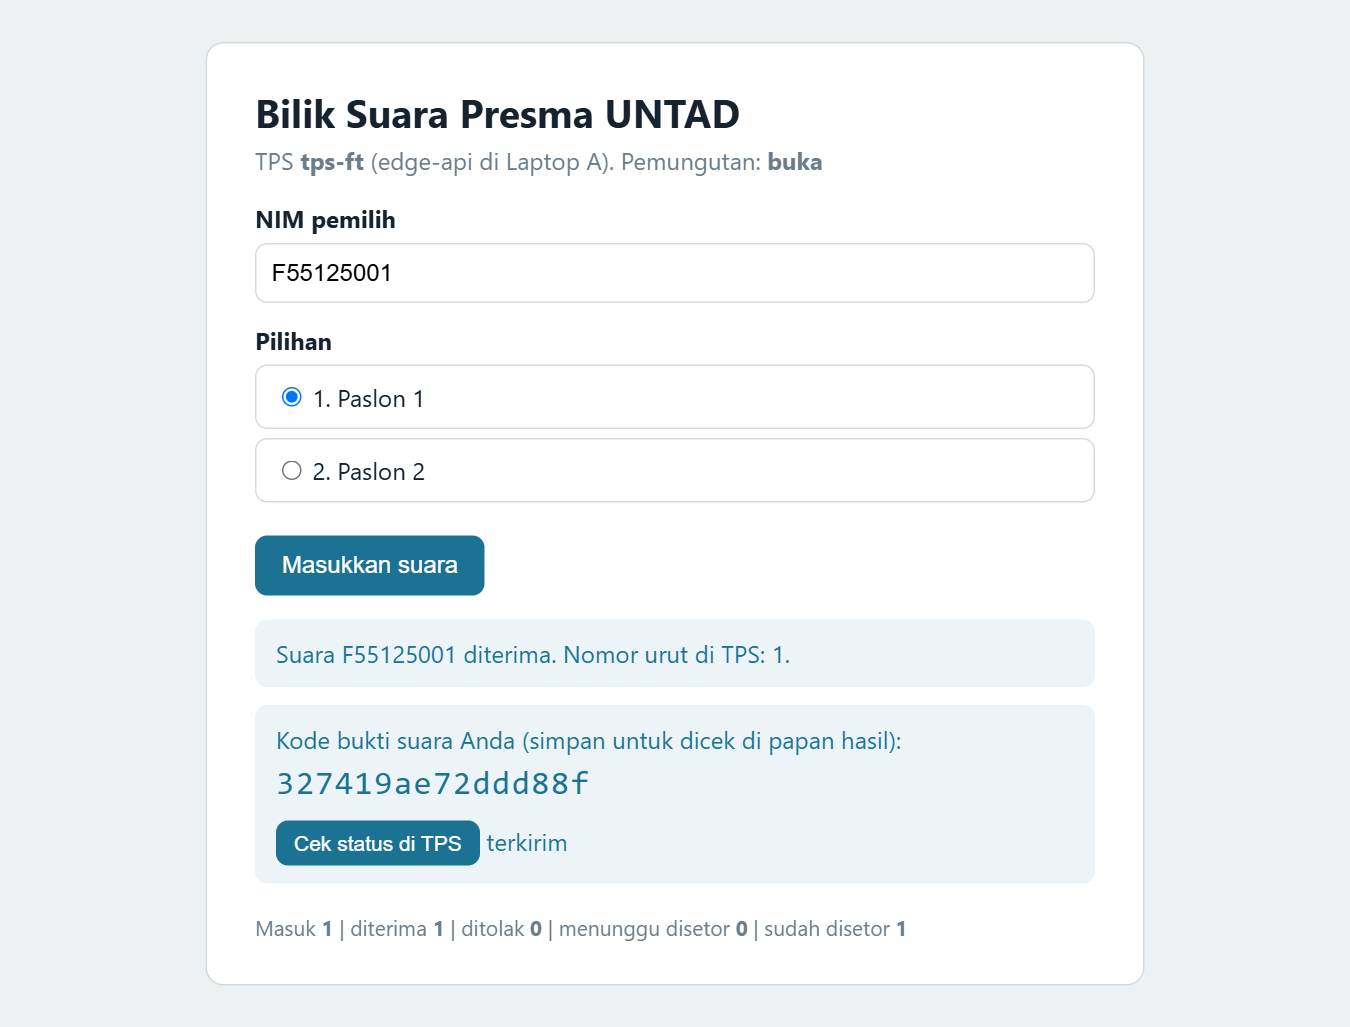 Bilik Suara Presma UNTAD
TPS tps-ft (edge-api di Laptop A). Pemungutan: buka
NIM pemilih
F55125001
Pilihan
1. Paslon 1
2. Paslon 2
Masukkan suara
Suara F55125001 diterima. Nomor urut di TPS: 1.
Kode bukti suara Anda (simpan untuk dicek di papan hasil):
327419ae72ddd88f
Cek status di TPS terkirim
Masuk 1 | diterima 1 | ditolak 0 | menunggu disetor 0 | sudah disetor 1